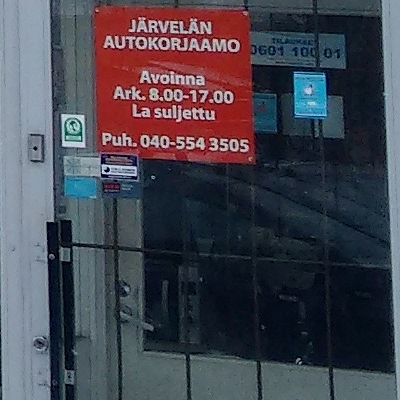 JÄRVELÄN
AUTOKORJAAMO
Avoinna
Ark. 8.00-17.00
La suljettu
Puh. 040-554 3505
0601 100 01